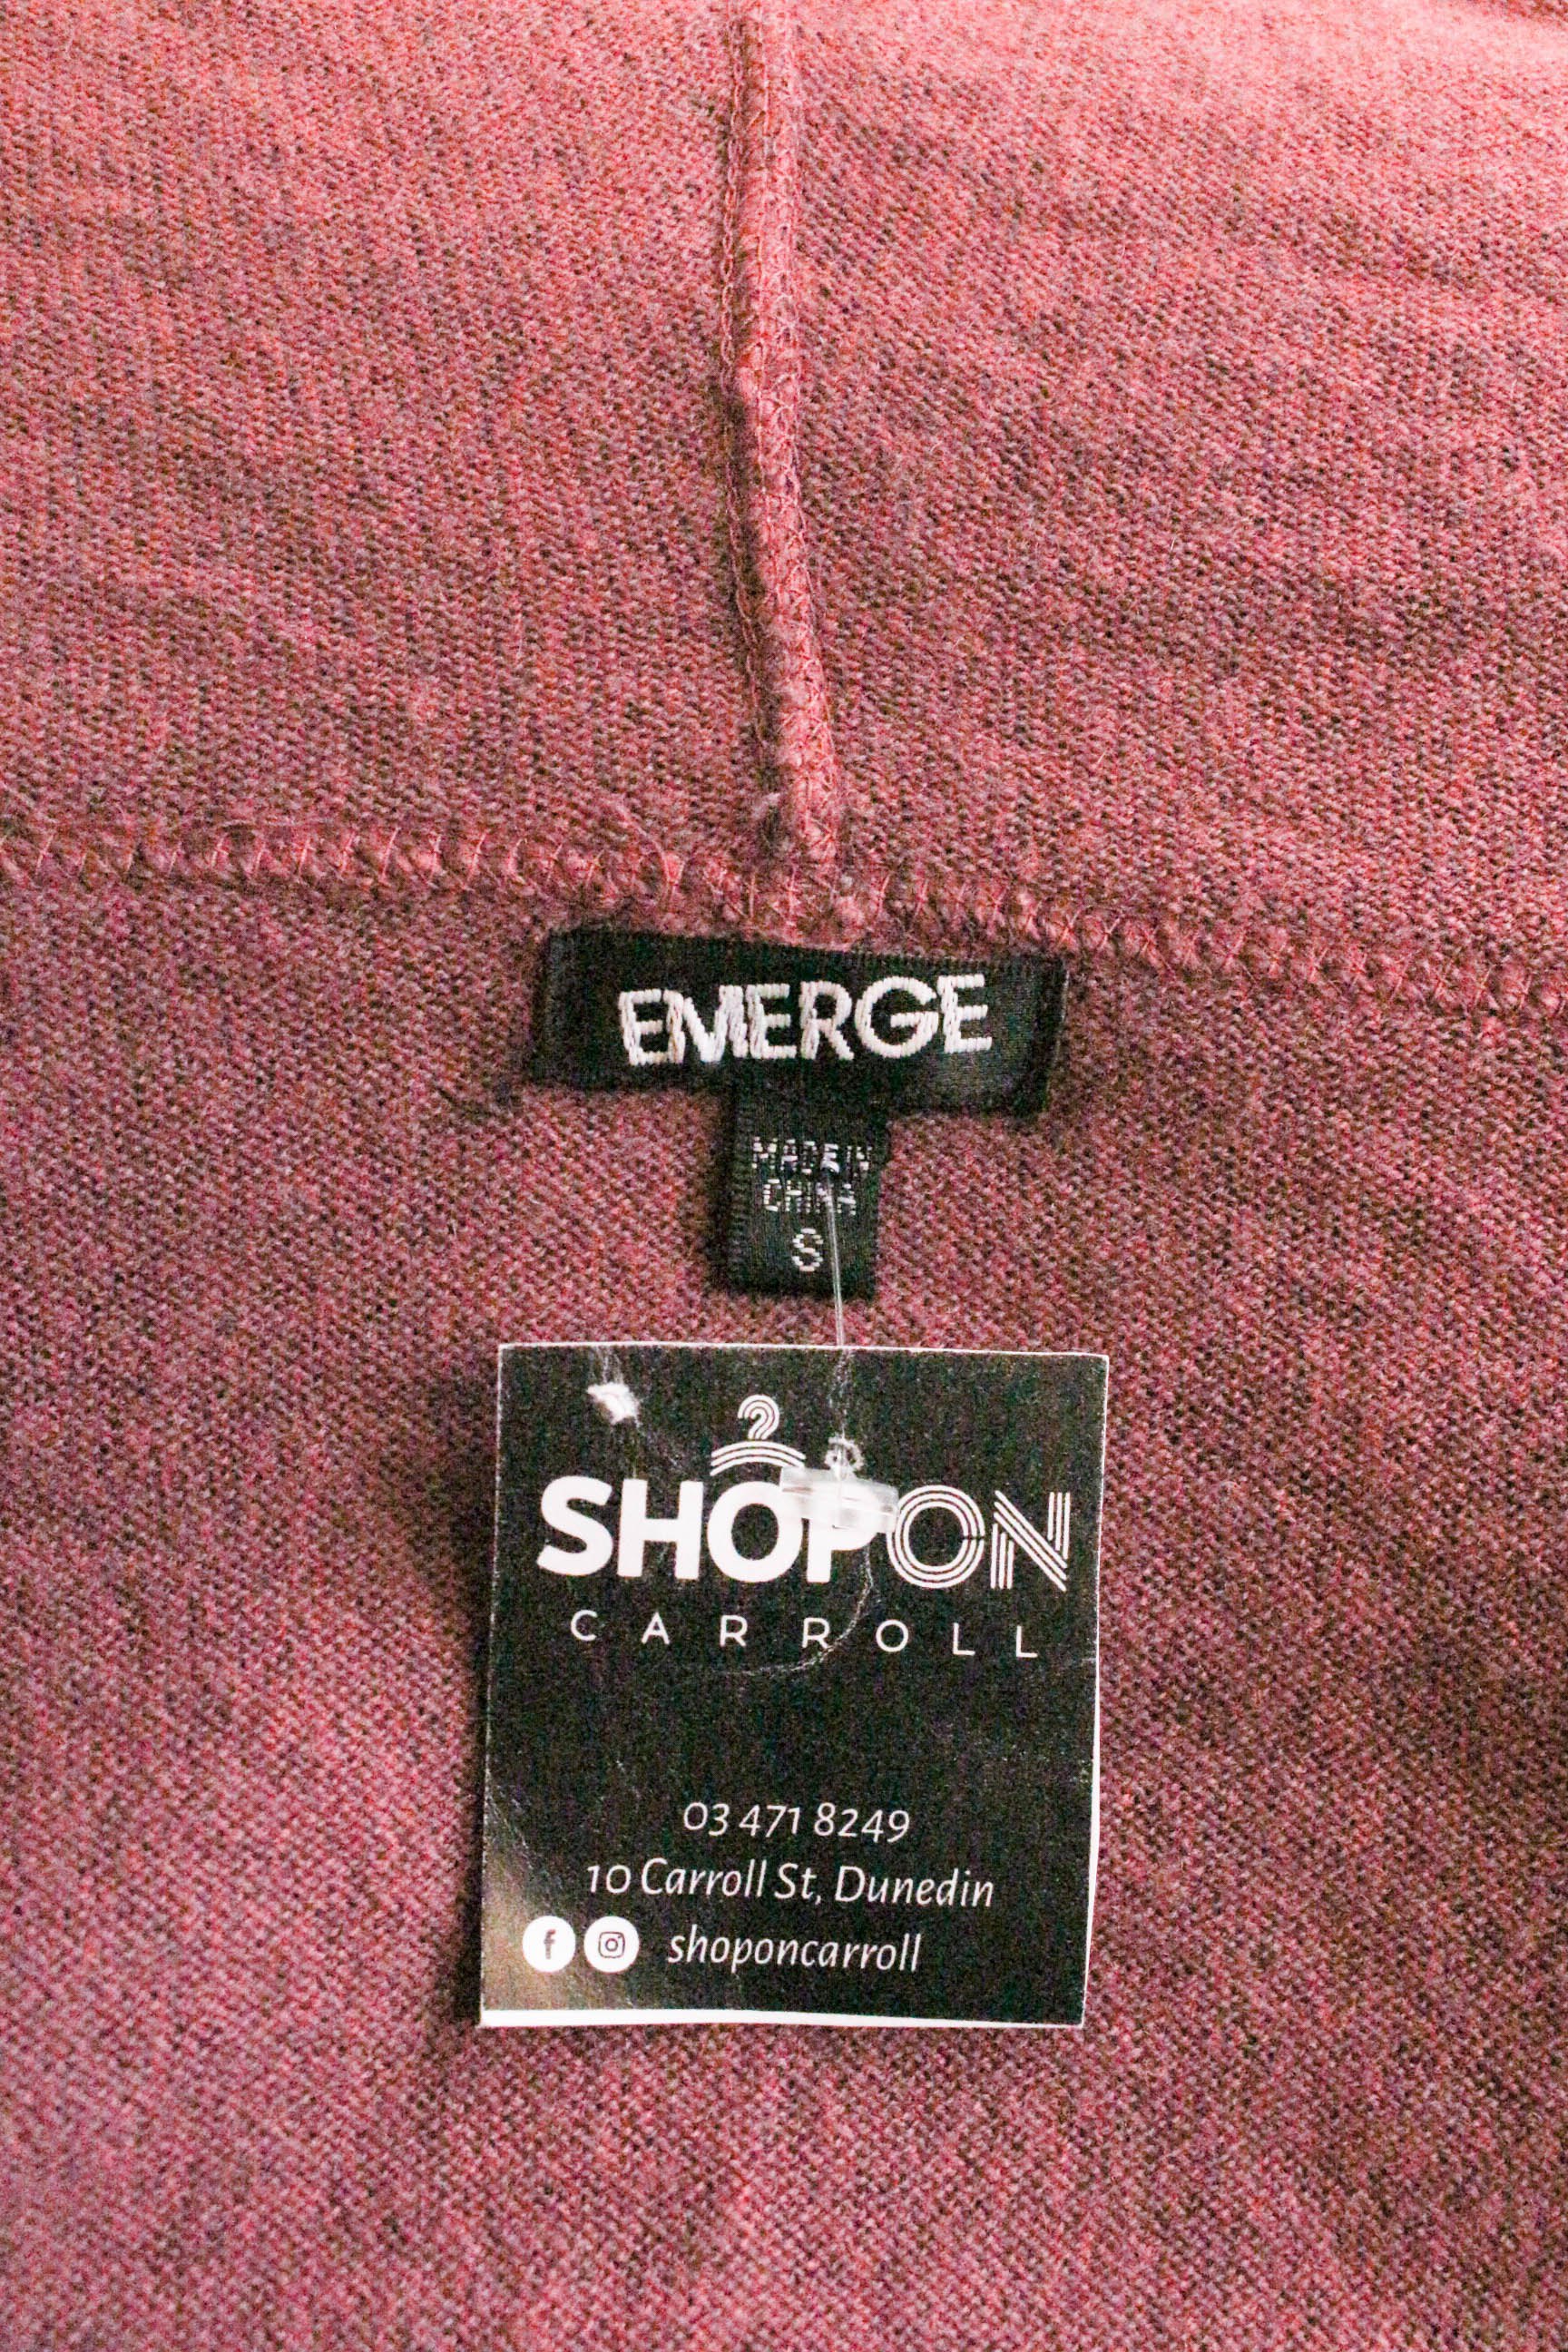 EMERGE
MADE IN
CHINA
S
SHOPON
CARROLL
03 471 8249
10 Carroll St, Dunedin
shoponcarroll